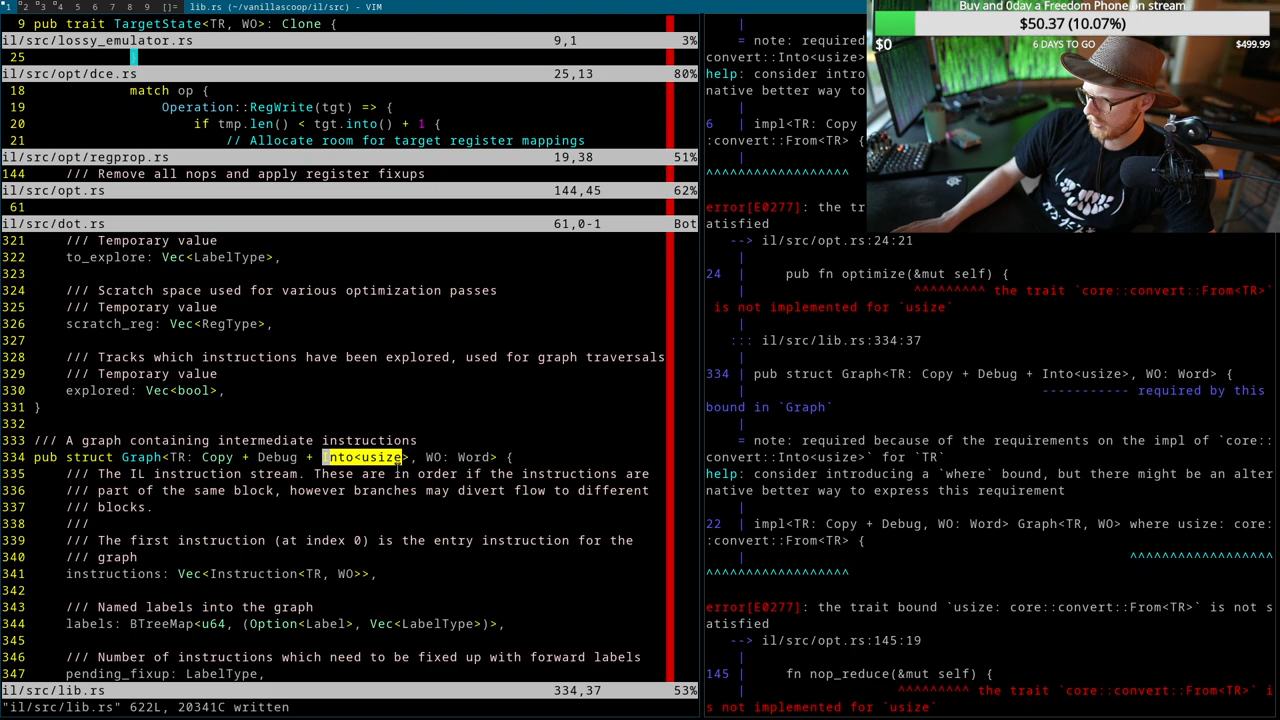 1 2 3 4 5 6 7 8 9 []= lib.rs (~/vanillascoop/il/src) - VIM
9 pub trait TargetState<TR, WO>: Clone {
il/src/lossy_emulator.rs 9,1 3%
25 }
il/src/opt/dce.rs 25,13 80%
18 match op {
19 Operation::RegWrite(tgt) => {
20 if tmp.len() < tgt.into() + 1 {
21 // Allocate room for target register mappings
il/src/opt/regprop.rs 19,38 51%
144 /// Remove all nops and apply register fixups
il/src/opt.rs 144,45 62%
61
il/src/dot.rs 61,0-1 Bot
321 /// Temporary value
322 to_explore: Vec<LabelType>,
323
324 /// Scratch space used for various optimization passes
325 /// Temporary value
326 scratch_reg: Vec<RegType>,
327
328 /// Tracks which instructions have been explored, used for graph traversals
329 /// Temporary value
330 explored: Vec<bool>,
331 }
332
333 /// A graph containing intermediate instructions
334 pub struct Graph<TR: Copy + Debug + Into<usize>, WO: Word> {
335 /// The IL instruction stream. These are in order if the instructions are
336 /// part of the same block, however branches may divert flow to different
337 /// blocks.
338 ///
339 /// The first instruction (at index 0) is the entry instruction for the
340 /// graph
341 instructions: Vec<Instruction<TR, WO>>,
342
343 /// Named labels into the graph
344 labels: BTreeMap<u64, (Option<Label>, Vec<LabelType>)>,
345
346 /// Number of instructions which need to be fixed up with forward labels
347 pending_fixup: LabelType,
il/src/lib.rs 334,37 53%
"il/src/lib.rs" 622L, 20341C written
|
= note: required
convert::Into<usize>
help: consider intro
native better way to
|
6 | impl<TR: Copy
:convert::From<TR> {
|
^^^^^^^^^^^^^^^^^^
error[E0277]: the tr
atisfied
--> il/src/opt.rs:24:21
|
24 | pub fn optimize(&mut self) {
| ^^^^^^^^^ the trait `core::convert::From<TR>`
is not implemented for `usize`
|
::: il/src/lib.rs:334:37
|
334 | pub struct Graph<TR: Copy + Debug + Into<usize>, WO: Word> {
| ----------- required by this
bound in `Graph`
|
= note: required because of the requirements on the impl of `core::
convert::Into<usize>` for `TR`
help: consider introducing a `where` bound, but there might be an alter
native better way to express this requirement
|
22 | impl<TR: Copy + Debug, WO: Word> Graph<TR, WO> where usize: core:
:convert::From<TR> {
| ^^^^^^^^^^^^^^^^^^
^^^^^^^^^^^^^^^^^^
error[E0277]: the trait bound `usize: core::convert::From<TR>` is not s
atisfied
--> il/src/opt.rs:145:19
|
145 | fn nop_reduce(&mut self) {
| ^^^^^^^^^ the trait `core::convert::From<TR>` i
s not implemented for `usize`
Buy and 0day a Freedom Phone on stream
$50.37 (10.07%)
$0 6 DAYS TO GO $499.99